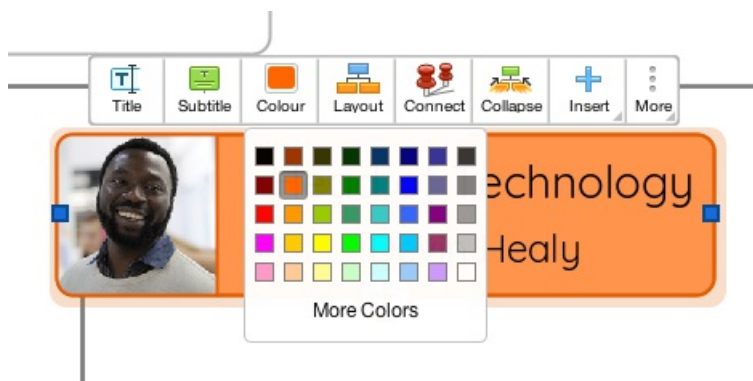 Title Subtitle Colour Layout Connect Collapse Insert More
echnology
Healy
More Colors